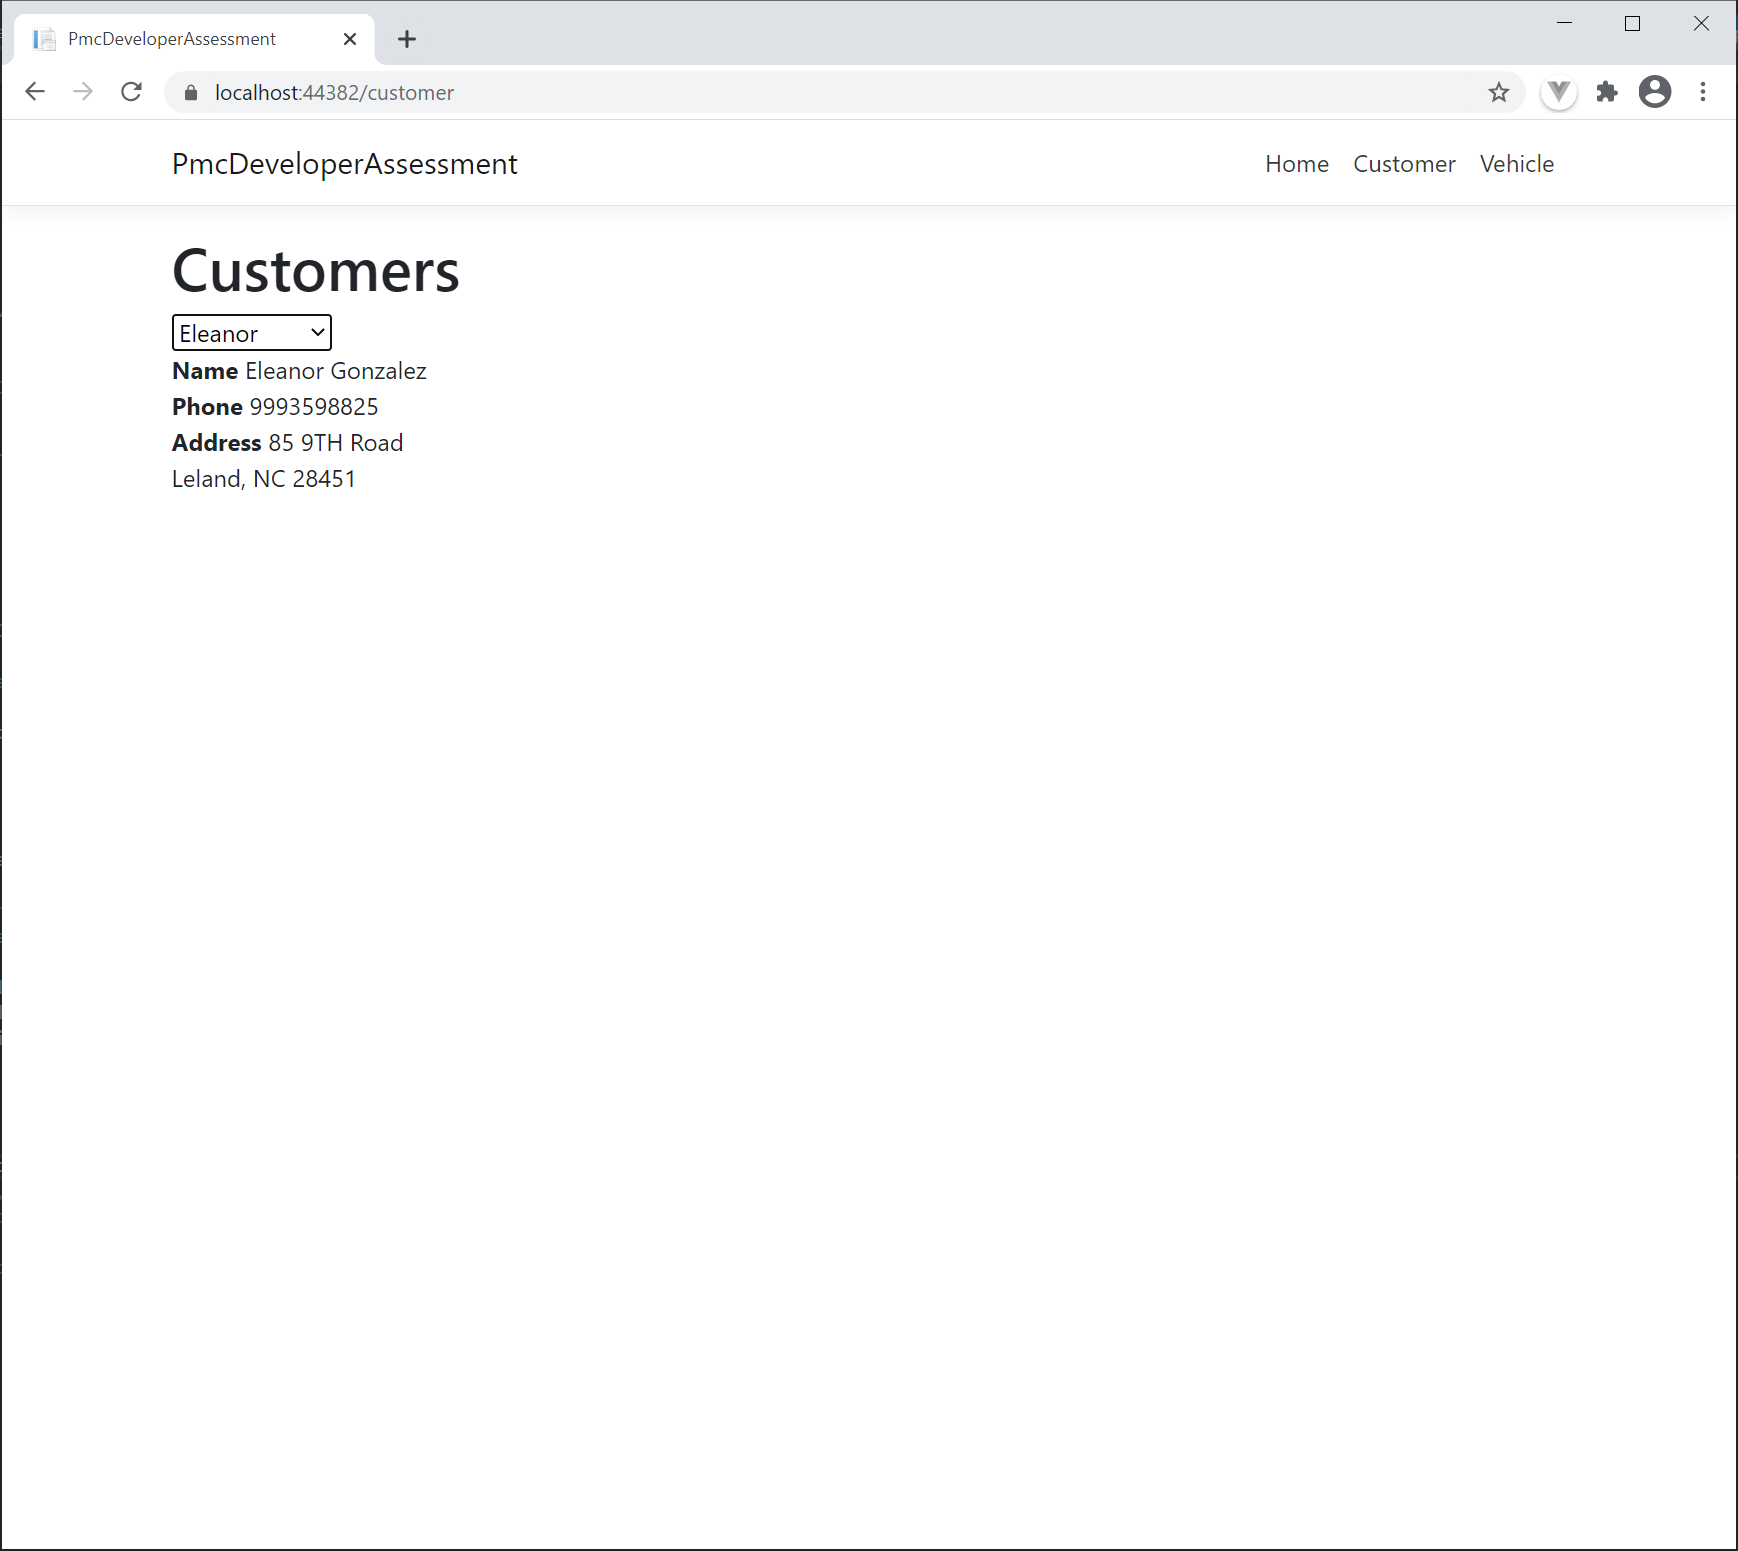 PmcDeveloperAssessment
localhost:44382/customer
PmcDeveloperAssessment Home Customer Vehicle
Customers
Eleanor
Name Eleanor Gonzalez
Phone 9993598825
Address 85 9TH Road
Leland, NC 28451